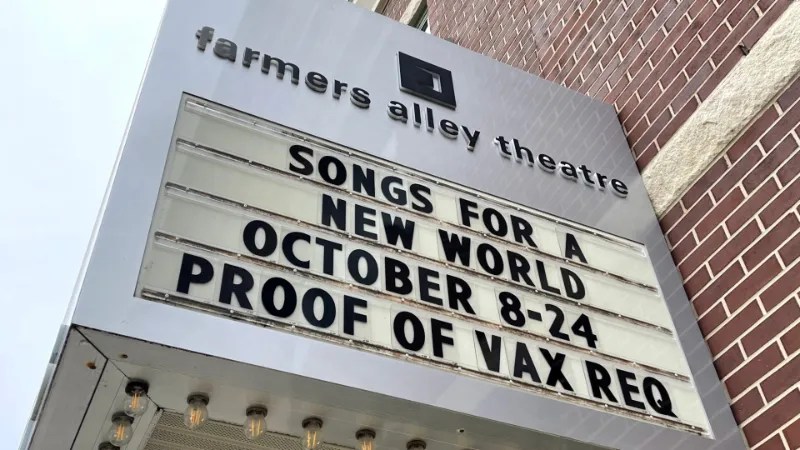 farmers alley theatre
SONGS FOR A
NEW WORLD
OCTOBER 8-24
PROOF OF VAX REQ